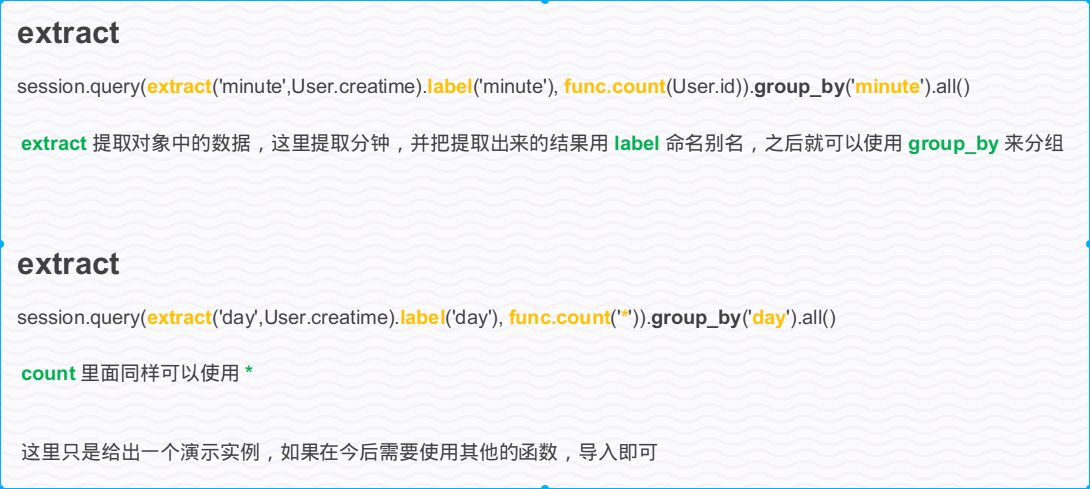 extract
session.query(extract('minute',User.creatime).label('minute'), func.count(User.id)).group_by('minute').all()
extract 提取对象中的数据，这里提取分钟，并把提取出来的结果用 label 命名别名，之后就可以使用 group_by 来分组
extract
session.query(extract('day',User.creatime).label('day'), func.count('*')).group_by('day').all()
count 里面同样可以使用 *
这里只是给出一个演示实例，如果在今后需要使用其他的函数，导入即可